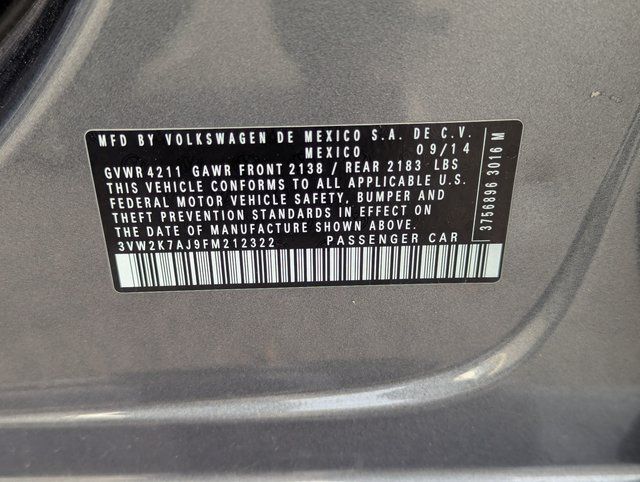 MFD BY VOLKSWAGEN DE MEXICO S.A. DE C.V.
MEXICO 09/14
GVWR 4211 GAWR FRONT 2138 / REAR 2183 LBS
THIS VEHICLE CONFORMS TO ALL APPLICABLE U.S.
FEDERAL MOTOR VEHICLE SAFETY, BUMPER AND
THEFT PREVENTION STANDARDS IN EFFECT ON
THE DATE OF MANUFACTURE SHOWN ABOVE.
3VW2K7AJ9FM212322 PASSENGER CAR
3756896 3016 M